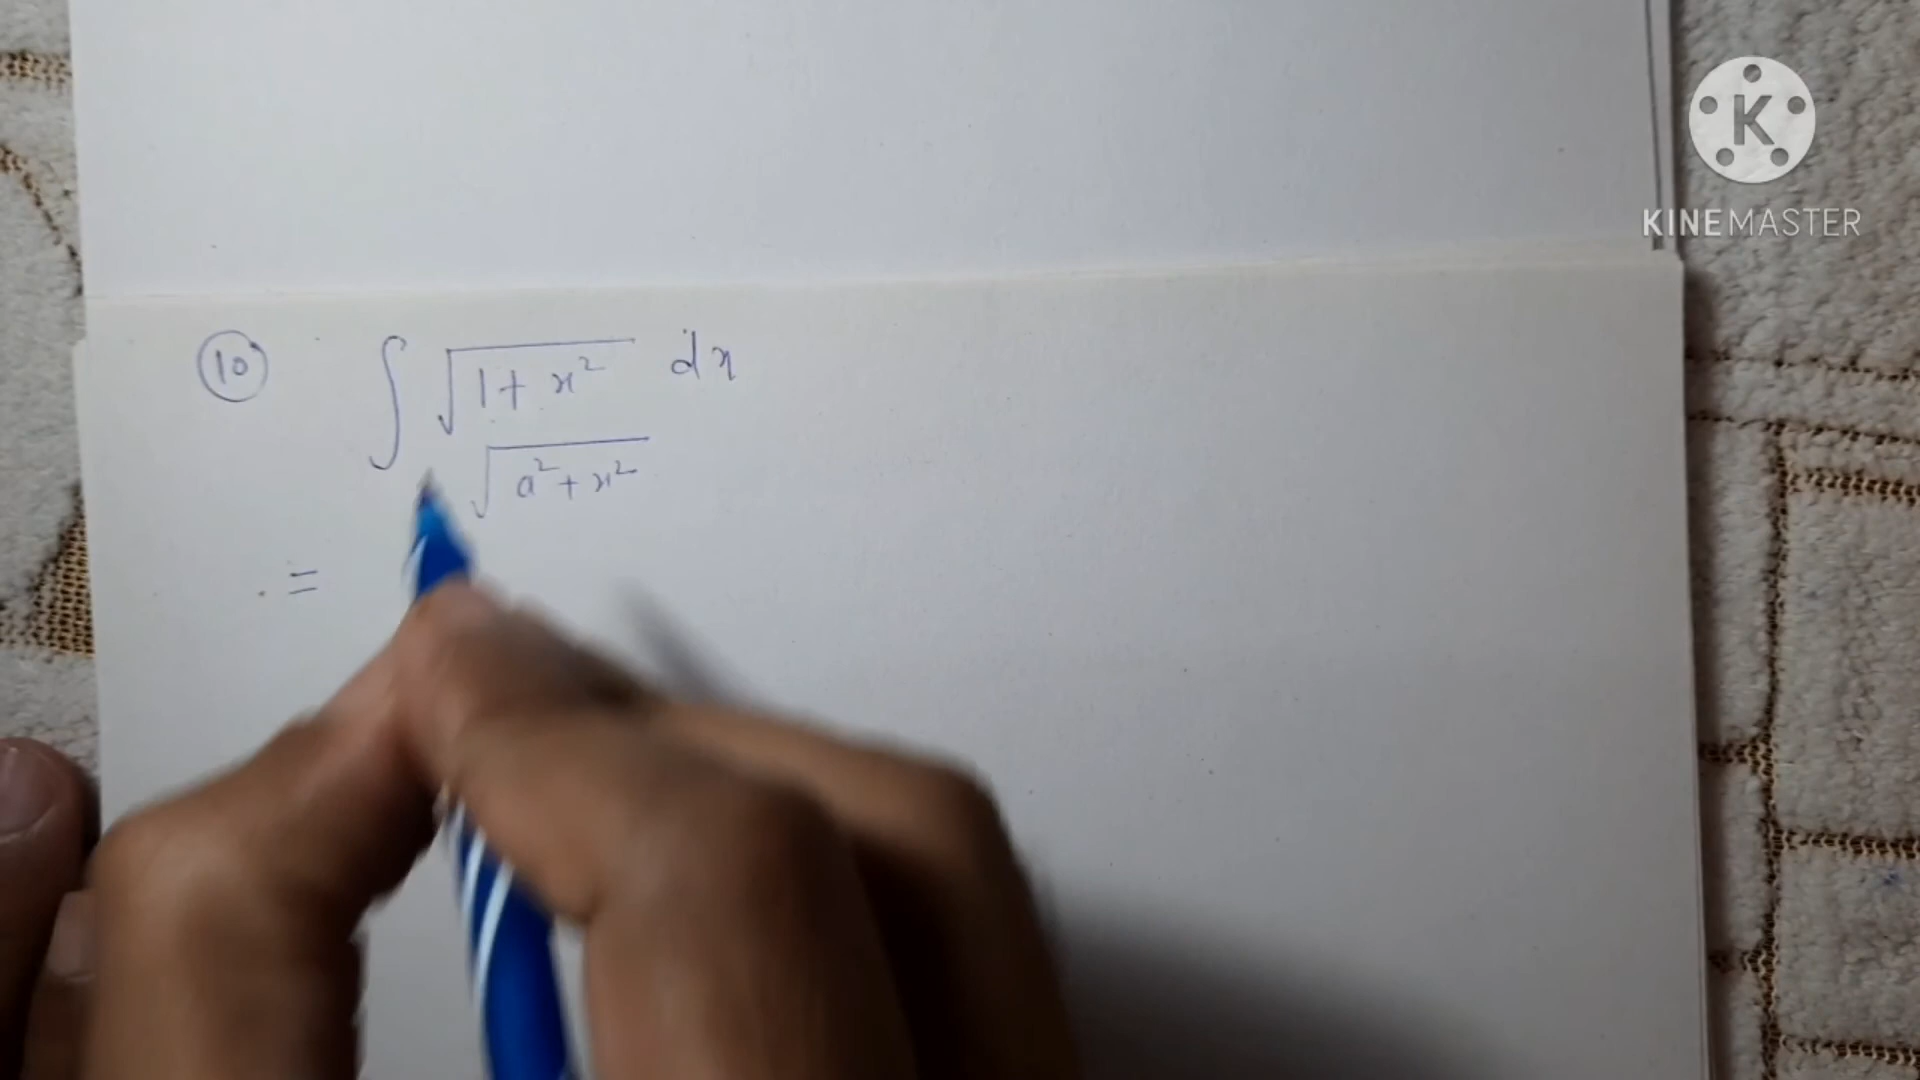 K
KINEMASTER
10 ∫ √1+x² dx
√a²+x²
=